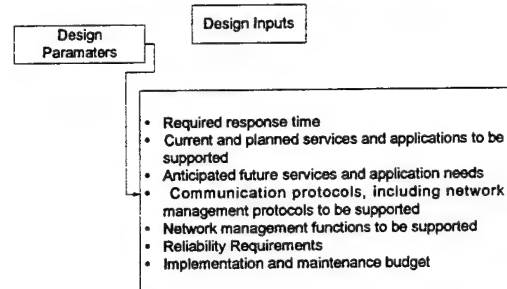 Design Inputs
Design
Paramaters
• Required response time
• Current and planned services and applications to be
supported
• Anticipated future services and application needs
• Communication protocols, including network
management protocols to be supported
• Network management functions to be supported
• Reliability Requirements
• Implementation and maintenance budget